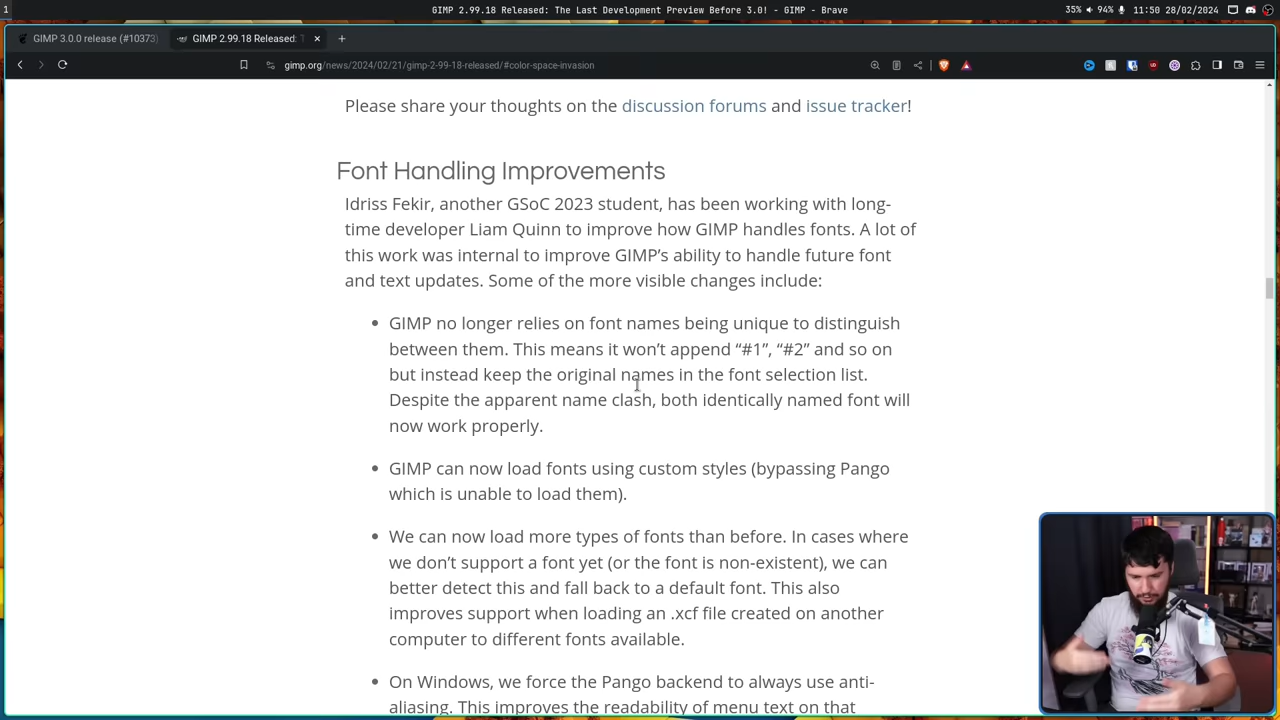 1
GIMP 2.99.18 Released: The Last Development Preview Before 3.0! - GIMP - Brave
35% 94% 11:50 28/02/2024
GIMP 3.0.0 release (#10373)
GIMP 2.99.18 Released: T
gimp.org/news/2024/02/21/gimp-2-99-18-released/#color-space-invasion
Please share your thoughts on the discussion forums and issue tracker!
Font Handling Improvements
Idriss Fekir, another GSoC 2023 student, has been working with long-
time developer Liam Quinn to improve how GIMP handles fonts. A lot of
this work was internal to improve GIMP’s ability to handle future font
and text updates. Some of the more visible changes include:
• GIMP no longer relies on font names being unique to distinguish
between them. This means it won’t append “#1”, “#2” and so on
but instead keep the original names in the font selection list.
Despite the apparent name clash, both identically named font will
now work properly.
• GIMP can now load fonts using custom styles (bypassing Pango
which is unable to load them).
• We can now load more types of fonts than before. In cases where
we don’t support a font yet (or the font is non-existent), we can
better detect this and fall back to a default font. This also
improves support when loading an .xcf file created on another
computer to different fonts available.
• On Windows, we force the Pango backend to always use anti-
aliasing. This improves the readability of menu text on that